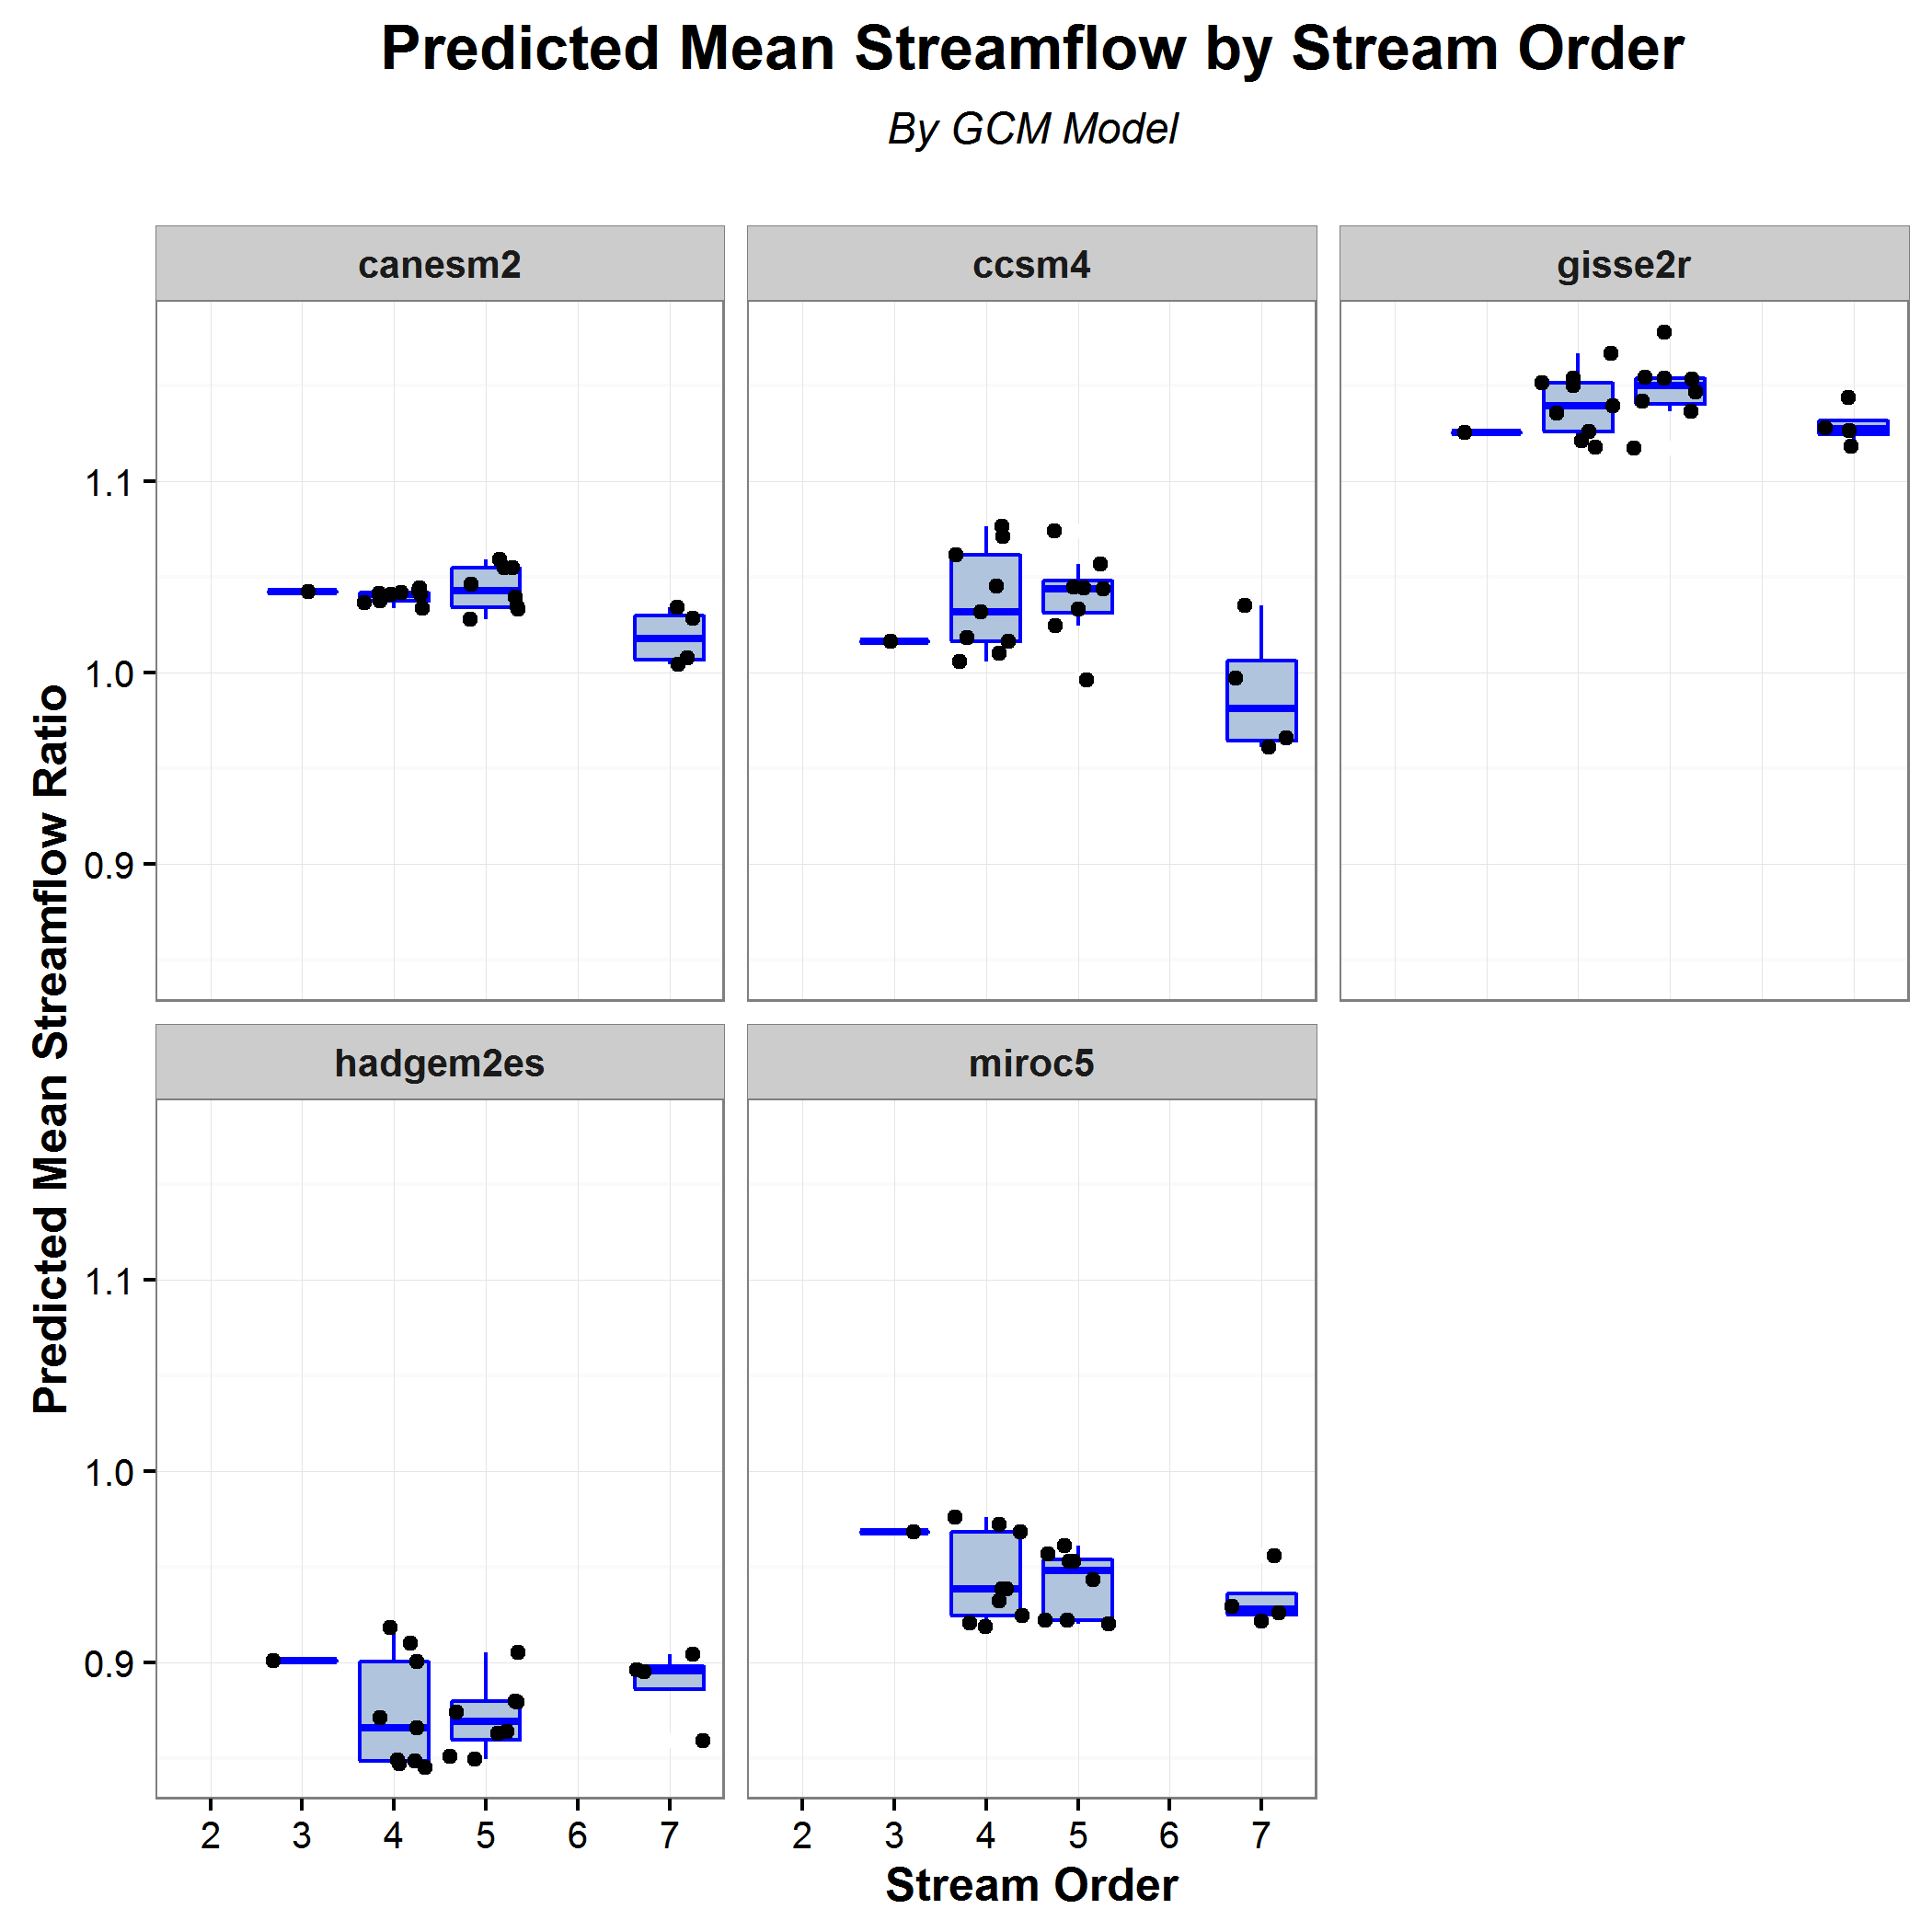 Predicted Mean Streamflow by Stream Order
By GCM Model
canesm2
ccsm4
gisse2r
1.1
1.0
0.9
Predicted Mean Streamflow Ratio
hadgem2es
miroc5
1.1
1.0
0.9
2 3 4 5 6 7
2 3 4 5 6 7
Stream Order